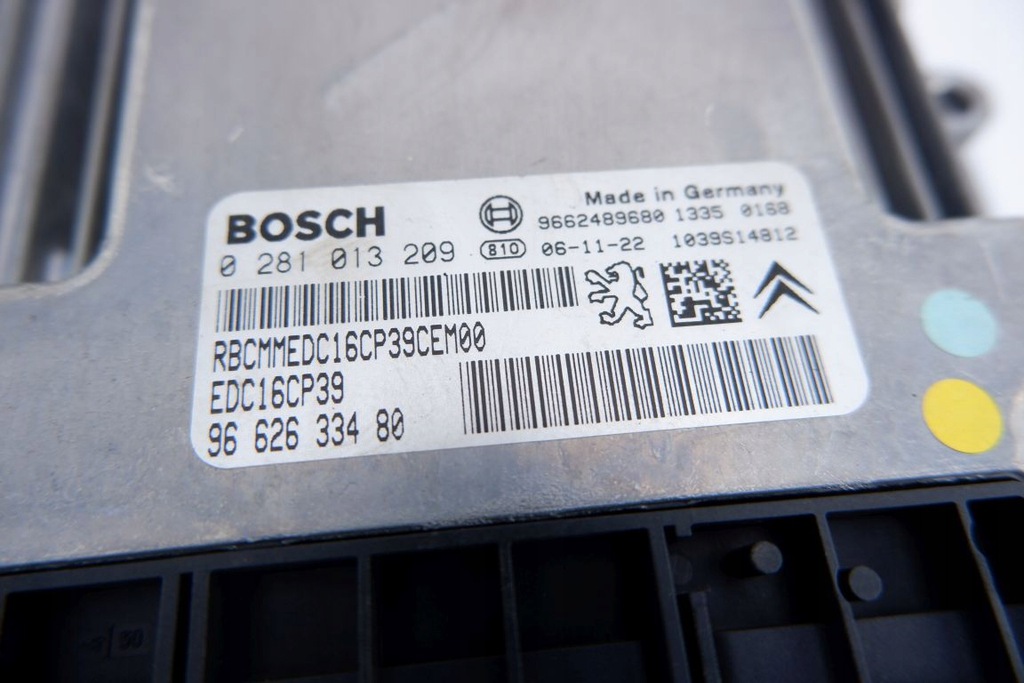 BOSCH
Made in Germany
9662489680 1335 0168
0 281 013 209 810 06-11-22 1039S14812
RBCMMEDC16CP39CEM00
EDC16CP39
96 626 334 80